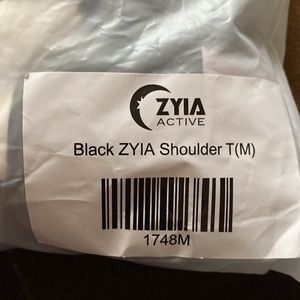 ZYIA
ACTIVE
Black ZYIA Shoulder T(M)
1748M